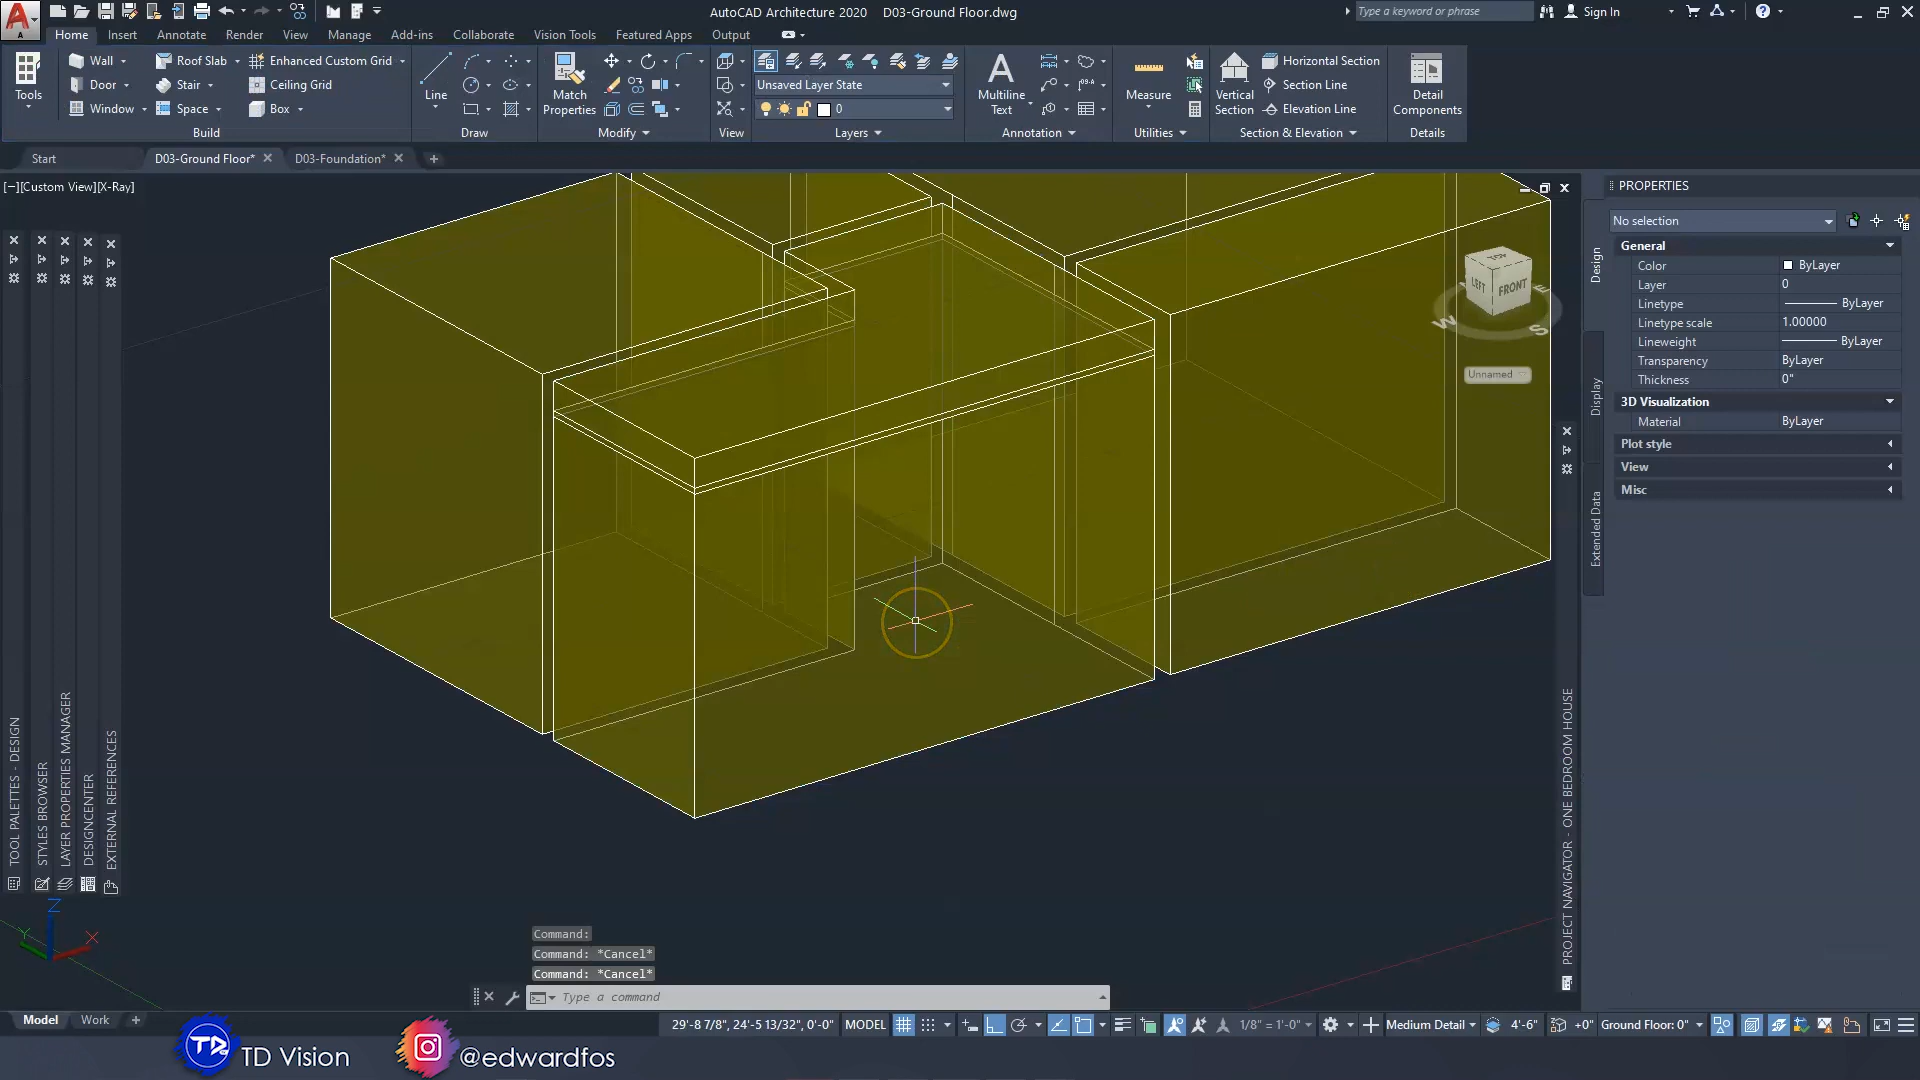 AutoCAD Architecture 2020 D03-Ground Floor.dwg
Type a keyword or phrase
Sign In
Home Insert Annotate Render View Manage Add-ins Collaborate Vision Tools Featured Apps Output
Tools
Wall
Door
Window
Roof Slab
Stair
Space
Enhanced Custom Grid
Ceiling Grid
Box
Build
Line
Draw
Match
Properties
Modify
View
Unsaved Layer State
0
Layers
A
Multiline
Text
Annotation
Measure
Utilities
Vertical
Section
Horizontal Section
Section Line
Elevation Line
Section & Elevation
Detail
Components
Details
Start
D03-Ground Floor*
D03-Foundation*
[−][Custom View][X-Ray]
TOP
LEFT
FRONT
W
S
E
Unnamed
TOOL PALETTES - DESIGN
STYLES BROWSER
LAYER PROPERTIES MANAGER
DESIGNCENTER
EXTERNAL REFERENCES
PROJECT NAVIGATOR - ONE BEDROOM HOUSE
PROPERTIES
No selection
Design
Display
Extended Data
General
Color ByLayer
Layer 0
Linetype ByLayer
Linetype scale 1.00000
Lineweight ByLayer
Transparency ByLayer
Thickness 0"
3D Visualization
Material ByLayer
Plot style
View
Misc
Z
Y
X
Command:
Command: *Cancel*
Command: *Cancel*
Type a command
Model Work
29'-8 7/8", 24'-5 13/32", 0'-0" MODEL
1/8" = 1'-0"
Medium Detail
4'-6"
+0"
Ground Floor: 0"
TD TD Vision
@edwardfos